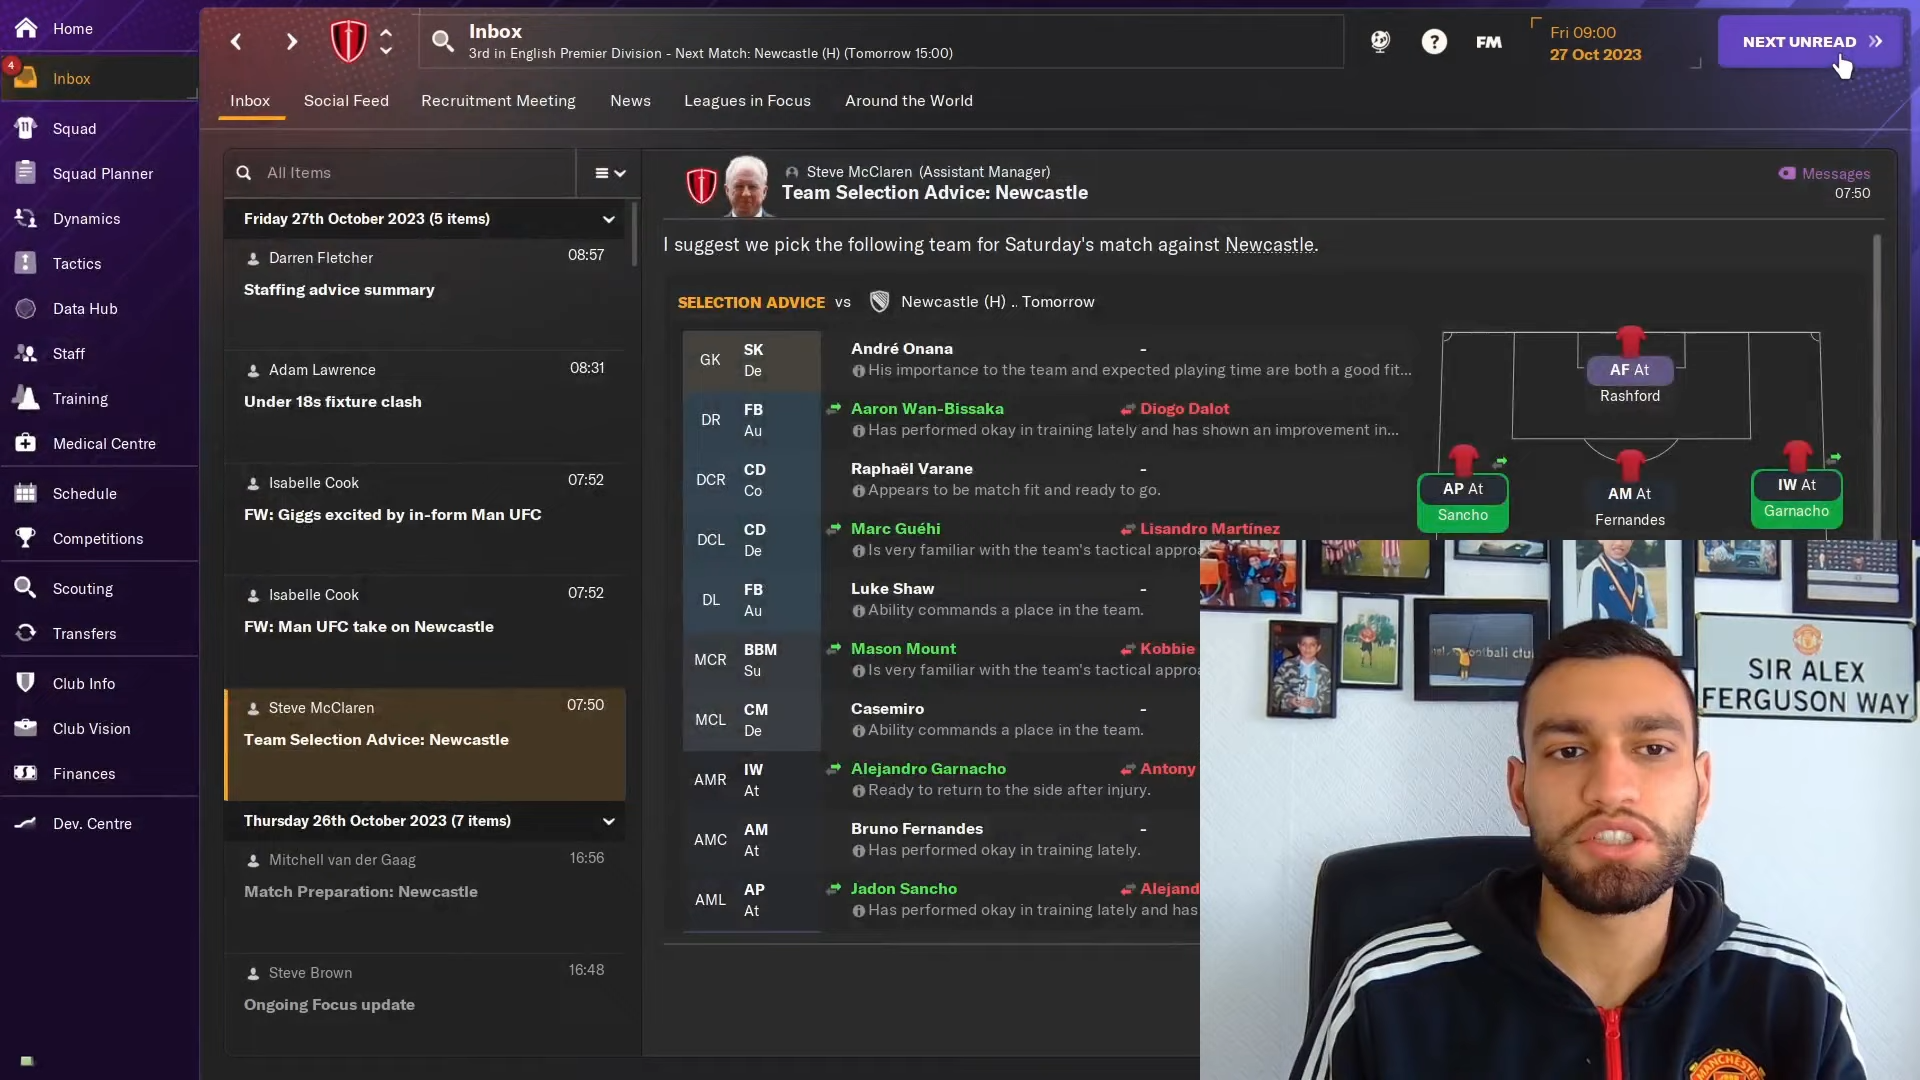 Home
4
Inbox
Squad
Squad Planner
Dynamics
Tactics
Data Hub
Staff
Training
Medical Centre
Schedule
Competitions
Scouting
Transfers
Club Info
Club Vision
Finances
Dev. Centre
Inbox
3rd in English Premier Division - Next Match: Newcastle (H) (Tomorrow 15:00)
?
FM
Fri 09:00
27 Oct 2023
NEXT UNREAD
Inbox
Social Feed
Recruitment Meeting
News
Leagues in Focus
Around the World
All Items
Friday 27th October 2023 (5 items)
Darren Fletcher 08:57
Staffing advice summary
Adam Lawrence 08:31
Under 18s fixture clash
Isabelle Cook 07:52
FW: Giggs excited by in-form Man UFC
Isabelle Cook 07:52
FW: Man UFC take on Newcastle
Steve McClaren 07:50
Team Selection Advice: Newcastle
Thursday 26th October 2023 (7 items)
Mitchell van der Gaag 16:56
Match Preparation: Newcastle
Steve Brown 16:48
Ongoing Focus update
Steve McClaren (Assistant Manager)
Team Selection Advice: Newcastle
Messages
07:50
I suggest we pick the following team for Saturday's match against Newcastle.
SELECTION ADVICE vs Newcastle (H) .. Tomorrow
GK SK De André Onana -
His importance to the team and expected playing time are both a good fit...
DR FB Au Aaron Wan-Bissaka Diogo Dalot
Has performed okay in training lately and has shown an improvement in...
DCR CD Co Raphaël Varane -
Appears to be match fit and ready to go.
DCL CD De Marc Guéhi Lisandro Martínez
Is very familiar with the team's tactical appro
DL FB Au Luke Shaw -
Ability commands a place in the team.
MCR BBM Su Mason Mount Kobbie
Is very familiar with the team's tactical appro
MCL CM De Casemiro -
Ability commands a place in the team.
AMR IW At Alejandro Garnacho Antony
Ready to return to the side after injury.
AMC AM At Bruno Fernandes -
Has performed okay in training lately.
AML AP At Jadon Sancho Alejand
Has performed okay in training lately and has
AF At
Rashford
AP At
Sancho
AM At
Fernandes
IW At
Garnacho
SIR ALEX
FERGUSON WAY
MANCHESTER